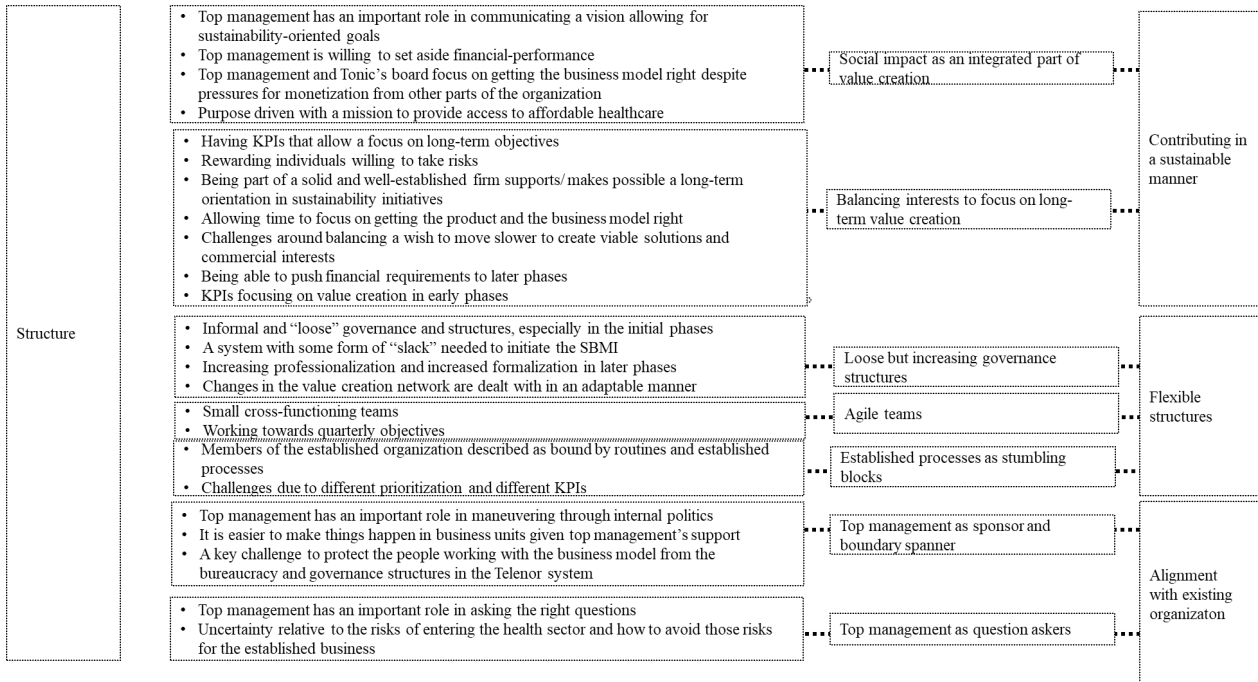 Structure
• Top management has an important role in communicating a vision allowing for
sustainability-oriented goals
• Top management is willing to set aside financial-performance
• Top management and Tonic’s board focus on getting the business model right despite
pressures for monetization from other parts of the organization
• Purpose driven with a mission to provide access to affordable healthcare
Social impact as an integrated part of
value creation
• Having KPIs that allow a focus on long-term objectives
• Rewarding individuals willing to take risks
• Being part of a solid and well-established firm supports/ makes possible a long-term
orientation in sustainability initiatives
• Allowing time to focus on getting the product and the business model right
• Challenges around balancing a wish to move slower to create viable solutions and
commercial interests
• Being able to push financial requirements to later phases
• KPIs focusing on value creation in early phases
Balancing interests to focus on long-
term value creation
Contributing in
a sustainable
manner
• Informal and “loose” governance and structures, especially in the initial phases
• A system with some form of “slack” needed to initiate the SBMI
• Increasing professionalization and increased formalization in later phases
• Changes in the value creation network are dealt with in an adaptable manner
Loose but increasing governance
structures
• Small cross-functioning teams
• Working towards quarterly objectives
Agile teams
• Members of the established organization described as bound by routines and established
processes
• Challenges due to different prioritization and different KPIs
Established processes as stumbling
blocks
Flexible
structures
• Top management has an important role in maneuvering through internal politics
• It is easier to make things happen in business units given top management’s support
• A key challenge to protect the people working with the business model from the
bureaucracy and governance structures in the Telenor system
Top management as sponsor and
boundary spanner
• Top management has an important role in asking the right questions
• Uncertainty relative to the risks of entering the health sector and how to avoid those risks
for the established business
Top management as question askers
Alignment
with existing
organizaton